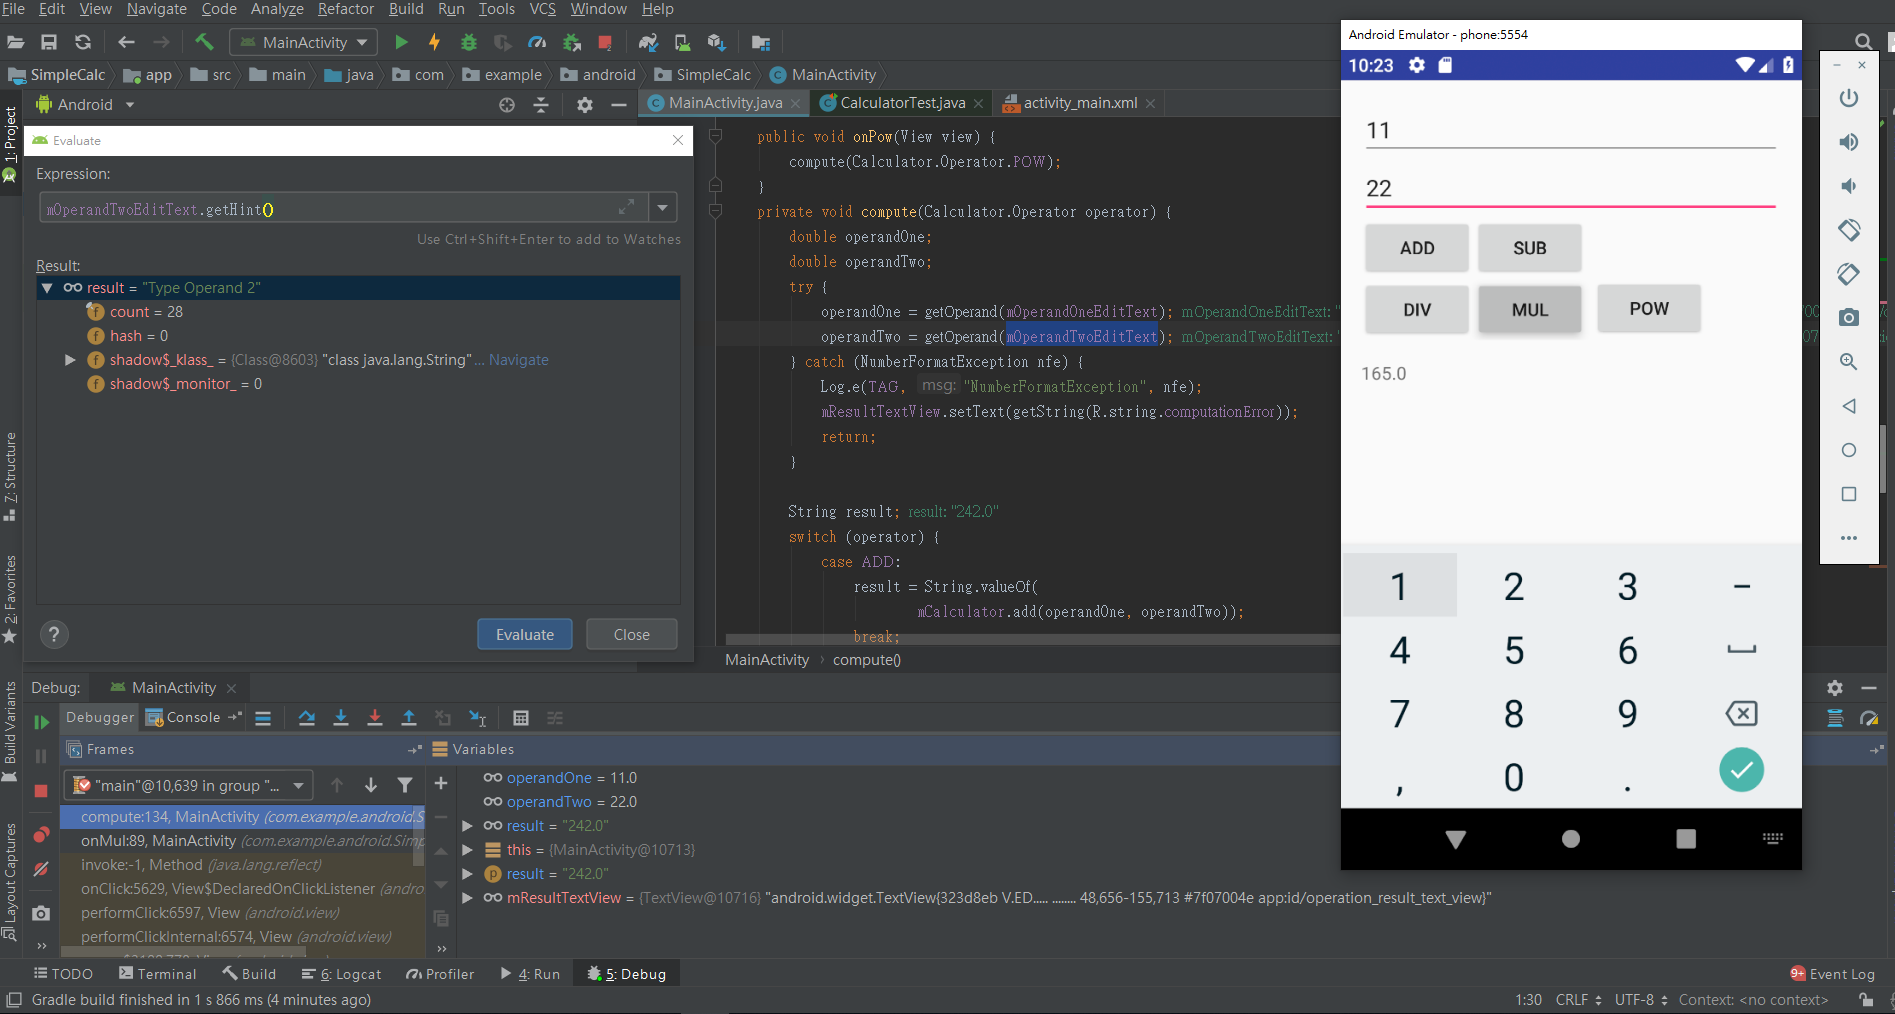 File Edit View Navigate Code Analyze Refactor Build Run Tools VCS Window Help
MainActivity
SimpleCalc app src main java com example android SimpleCalc MainActivity
Android
MainActivity.java CalculatorTest.java activity_main.xml
1: Project
Z: Structure
2: Favorites
Build Variants
Layout Captures
Evaluate
Expression:
mOperandTwoEditText.getHint()
Use Ctrl+Shift+Enter to add to Watches
Result:
result = "Type Operand 2"
count = 28
hash = 0
shadow$_klass_ = {Class@8603} "class java.lang.String"... Navigate
shadow$_monitor_ = 0
?
Evaluate Close
public void onPow(View view) {
compute(Calculator.Operator.POW);
}
private void compute(Calculator.Operator operator) {
double operandOne;
double operandTwo;
try {
operandOne = getOperand(mOperandOneEditText); mOperandOneEditText: "
operandTwo = getOperand(mOperandTwoEditText); mOperandTwoEditText:
} catch (NumberFormatException nfe) {
Log.e(TAG, msg: "NumberFormatException", nfe);
mResultTextView.setText(getString(R.string.computationError));
return;
}
String result; result: "242.0"
switch (operator) {
case ADD:
result = String.valueOf(
mCalculator.add(operandOne, operandTwo));
break;
MainActivity › compute()
Android Emulator - phone:5554
10:23
11
22
ADD SUB
DIV MUL POW
165.0
1 2 3 –
4 5 6
7 8 9
, 0 .
Debug: MainActivity
Debugger Console
Frames Variables
"main"@10,639 in group "...
compute:134, MainActivity (com.example.android.S
onMul:89, MainActivity (com.example.android.Simp
invoke:-1, Method (java.lang.reflect)
onClick:5629, View$DeclaredOnClickListener (andro
performClick:6597, View (android.view)
performClickInternal:6574, View (android.view)
operandOne = 11.0
operandTwo = 22.0
result = "242.0"
this = {MainActivity@10713}
result = "242.0"
mResultTextView = {TextView@10716} "android.widget.TextView{323d8eb V.ED..... ........ 48,656-155,713 #7f07004e app:id/operation_result_text_view}"
TODO Terminal Build 6: Logcat Profiler 4: Run 5: Debug 9+ Event Log
Gradle build finished in 1 s 866 ms (4 minutes ago) 1:30 CRLF UTF-8 Context: <no context>